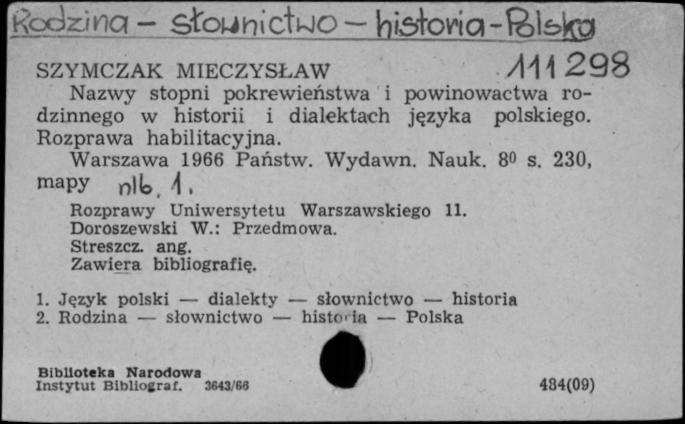 Rodzina - słownictwo - historia - Polska
SZYMCZAK MIECZYSŁAW 111298
Nazwy stopni pokrewieństwa i powinowactwa ro-
dzinnego w historii i dialektach języka polskiego.
Rozprawa habilitacyjna.
Warszawa 1966 Państw. Wydawn. Nauk. 8⁰ s. 230,
mapy nlb. 1.
Rozprawy Uniwersytetu Warszawskiego 11.
Doroszewski W.: Przedmowa.
Streszcz. ang.
Zawiera bibliografię.
1. Język polski — dialekty — słownictwo — historia
2. Rodzina — słownictwo — historia — Polska
Biblioteka Narodowa
Instytut Bibliograf. 3643/66 484(09)